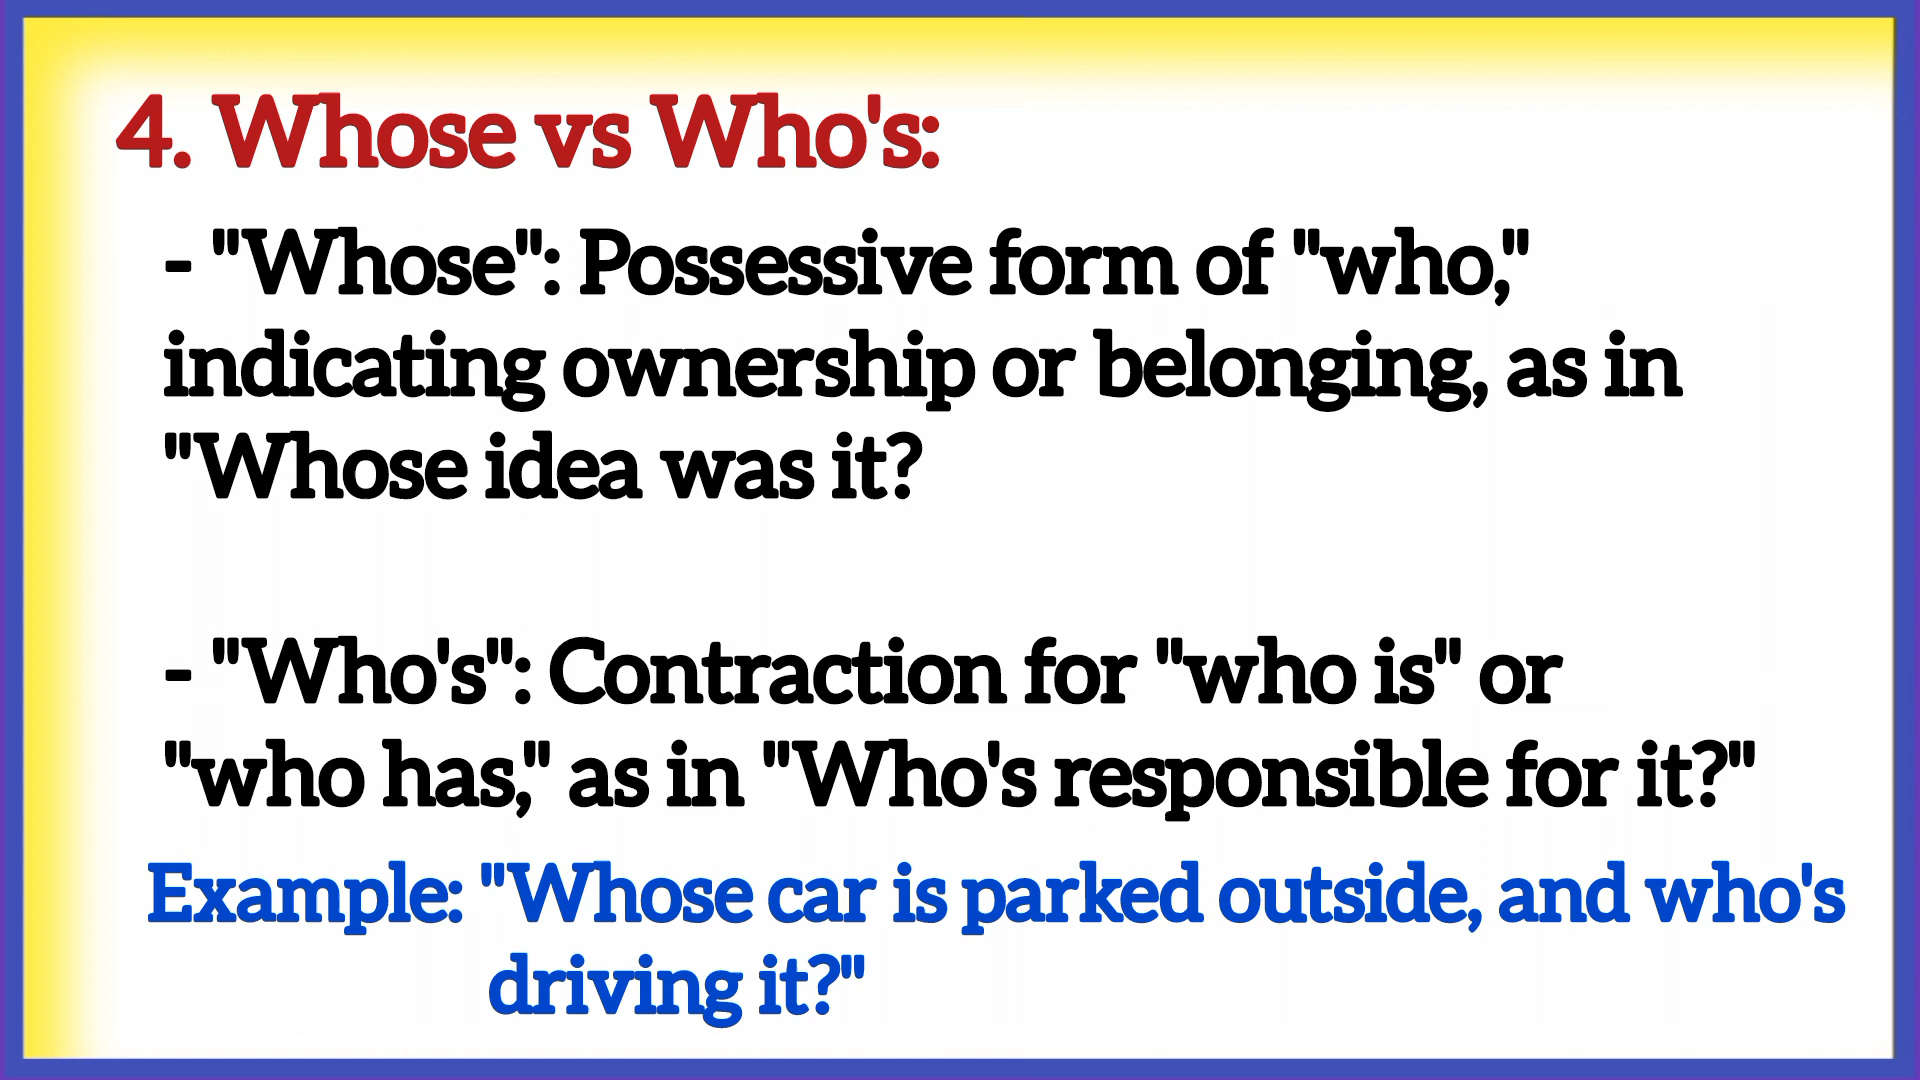 4. Whose vs Who's:
- "Whose": Possessive form of "who,"
indicating ownership or belonging, as in
"Whose idea was it?
- "Who's": Contraction for "who is" or
"who has," as in "Who's responsible for it?"
Example: "Whose car is parked outside, and who's
driving it?"